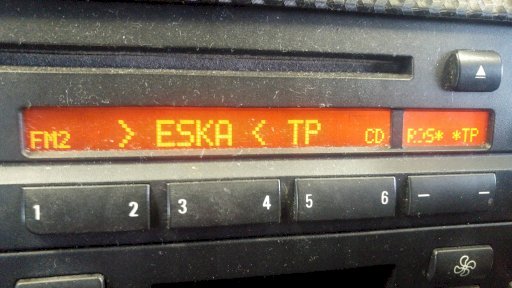 FM2 > ESKA < TP CD RDS* *TP
1 2 3 4 5 6 — —